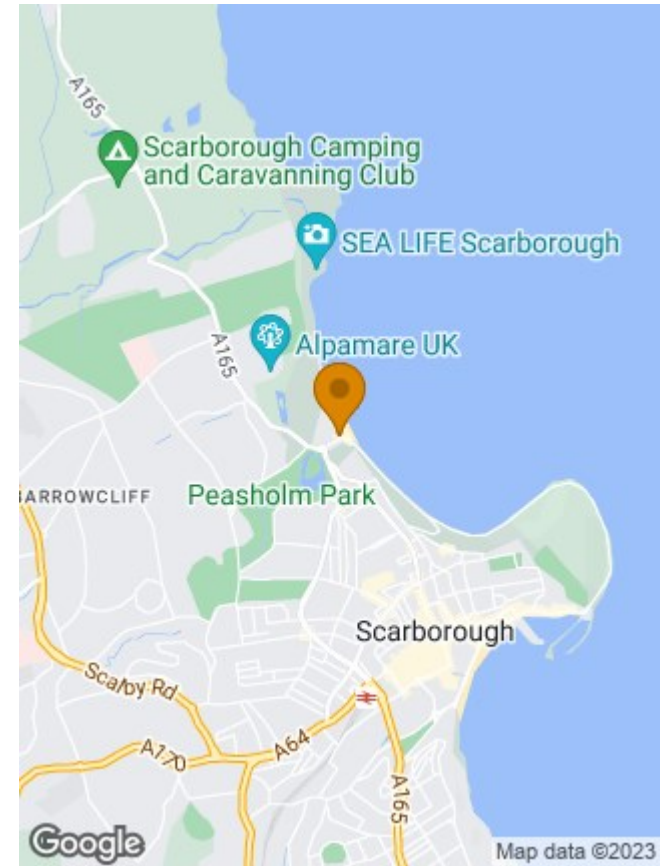 A165
Scarborough Camping
and Caravanning Club
SEA LIFE Scarborough
Alpamare UK
A165
Peasholm Park
BARROWCLIFF
Scarborough
Scalby Rd
A64
A170
A165
Google
Map data ©2023